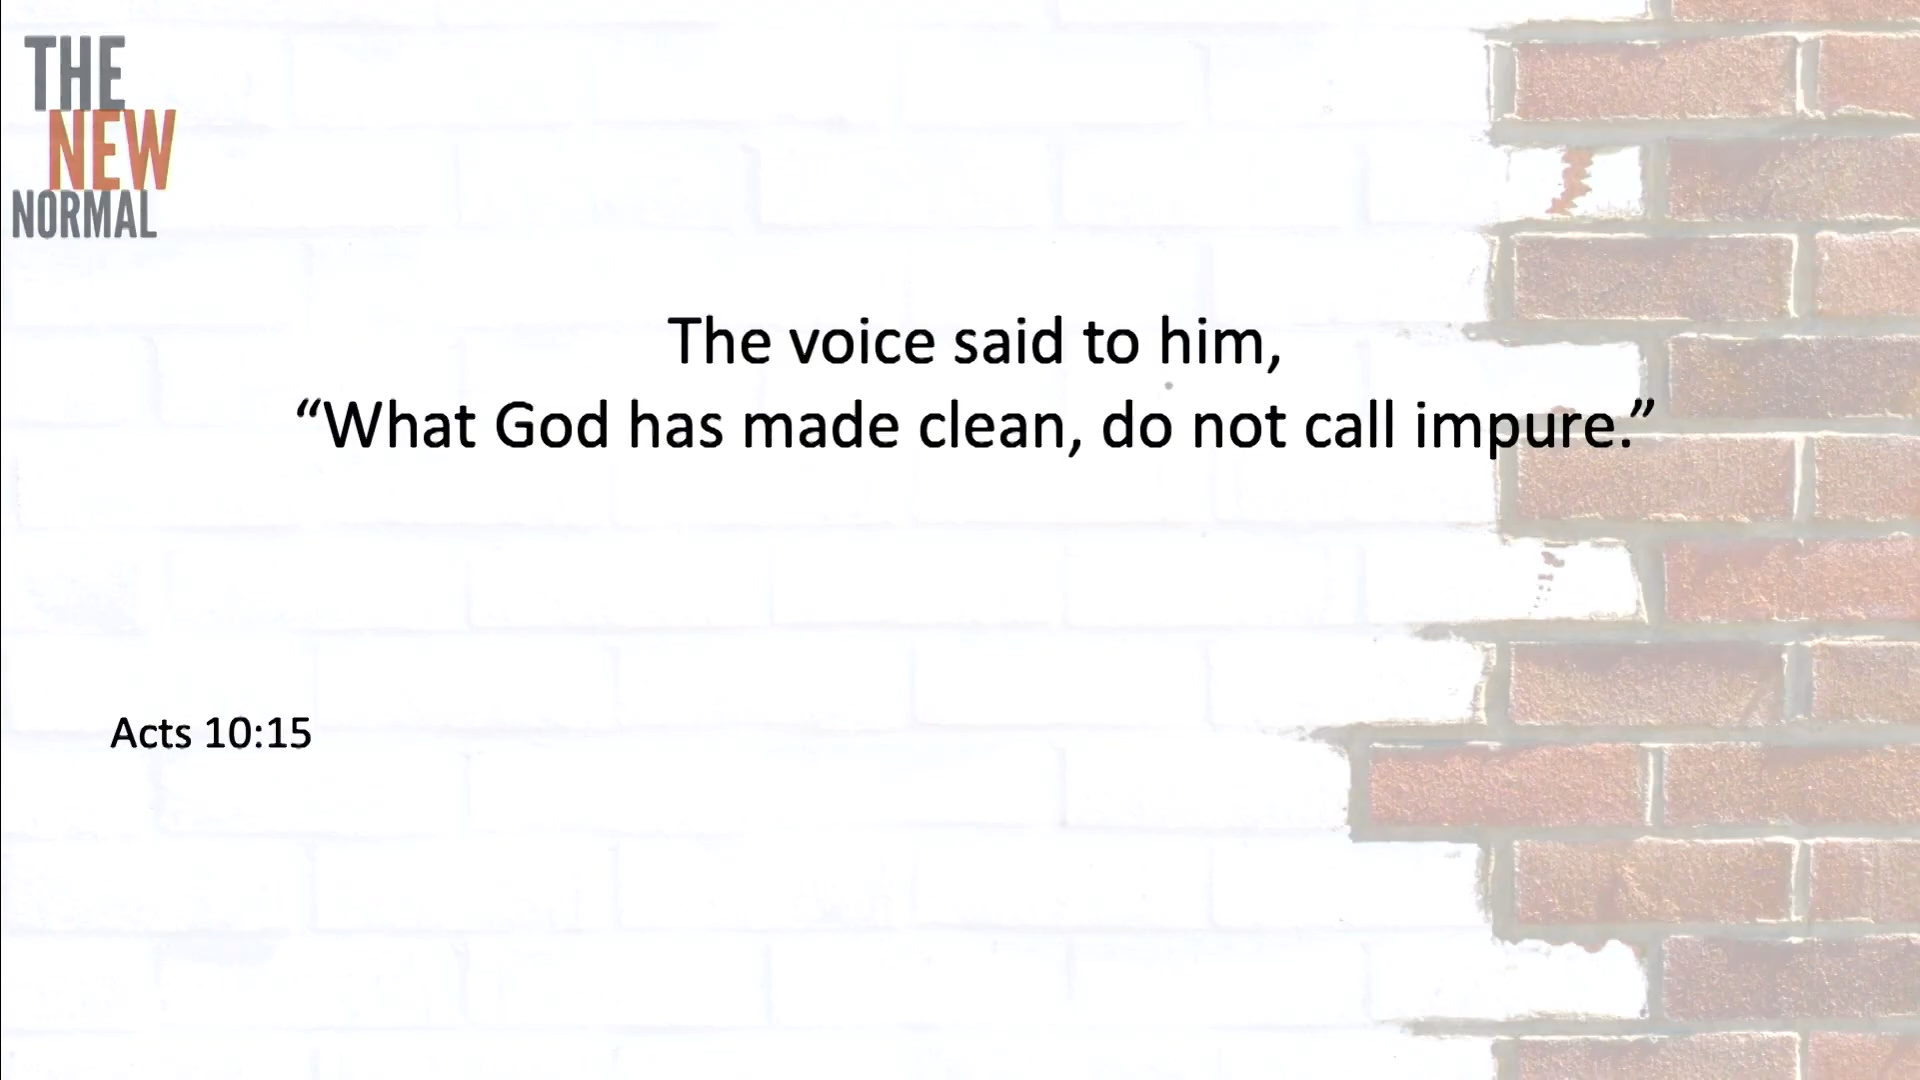 THE
NEW
NORMAL
The voice said to him,
“What God has made clean, do not call impure.”
Acts 10:15